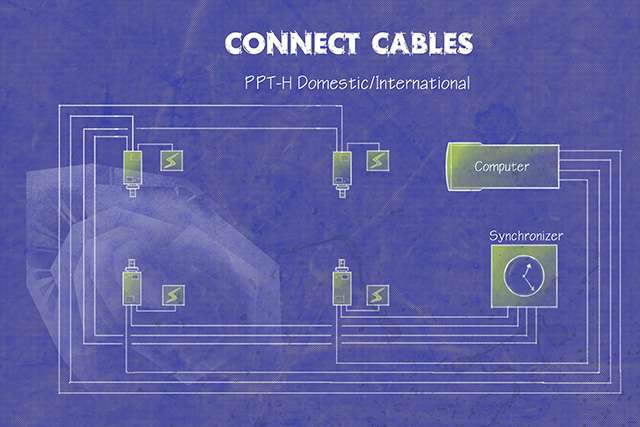 CONNECT CABLES
PPT-H Domestic/International
Computer
Synchronizer